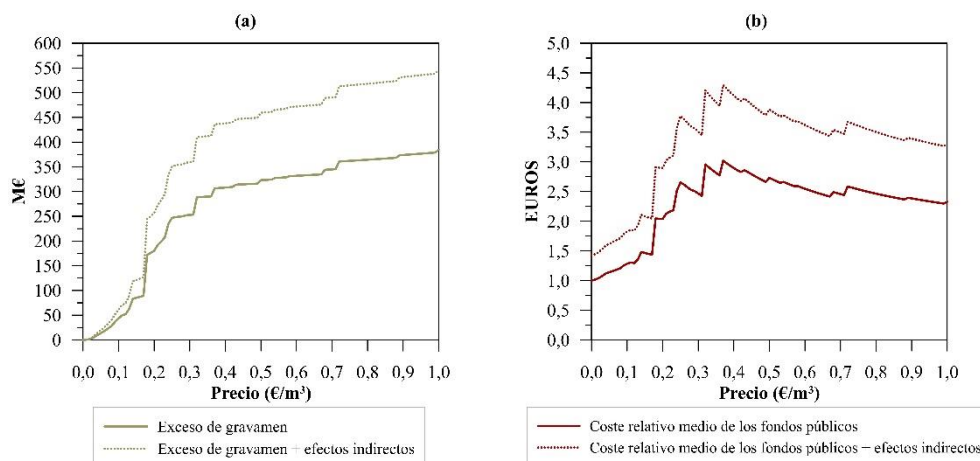 (a)
600
550
500
450
400
350
300
250
200
150
100
50
0
M€
0,0 0,1 0,2 0,3 0,4 0,5 0,6 0,7 0,8 0,9 1,0
Precio (€/m³)
Exceso de gravamen
Exceso de gravamen + efectos indirectos
(b)
5,0
4,5
4,0
3,5
3,0
2,5
2,0
1,5
1,0
0,5
0,0
EUROS
0,0 0,1 0,2 0,3 0,4 0,5 0,6 0,7 0,8 0,9 1,0
Precio (€/m³)
Coste relativo medio de los fondos públicos
Coste relativo medio de los fondos públicos + efectos indirectos